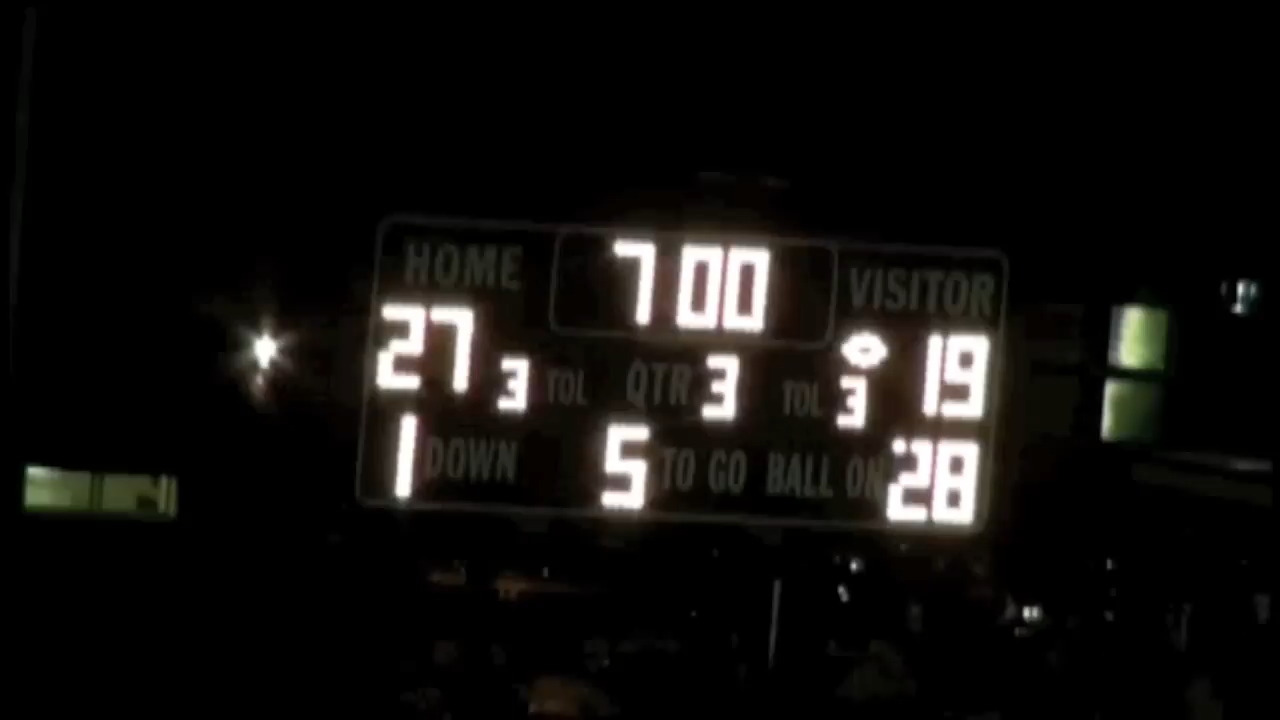 HOME 7 00 VISITOR
27 3 TOL QTR 3 TOL 3 19
1 DOWN 5 TO GO BALL ON 28